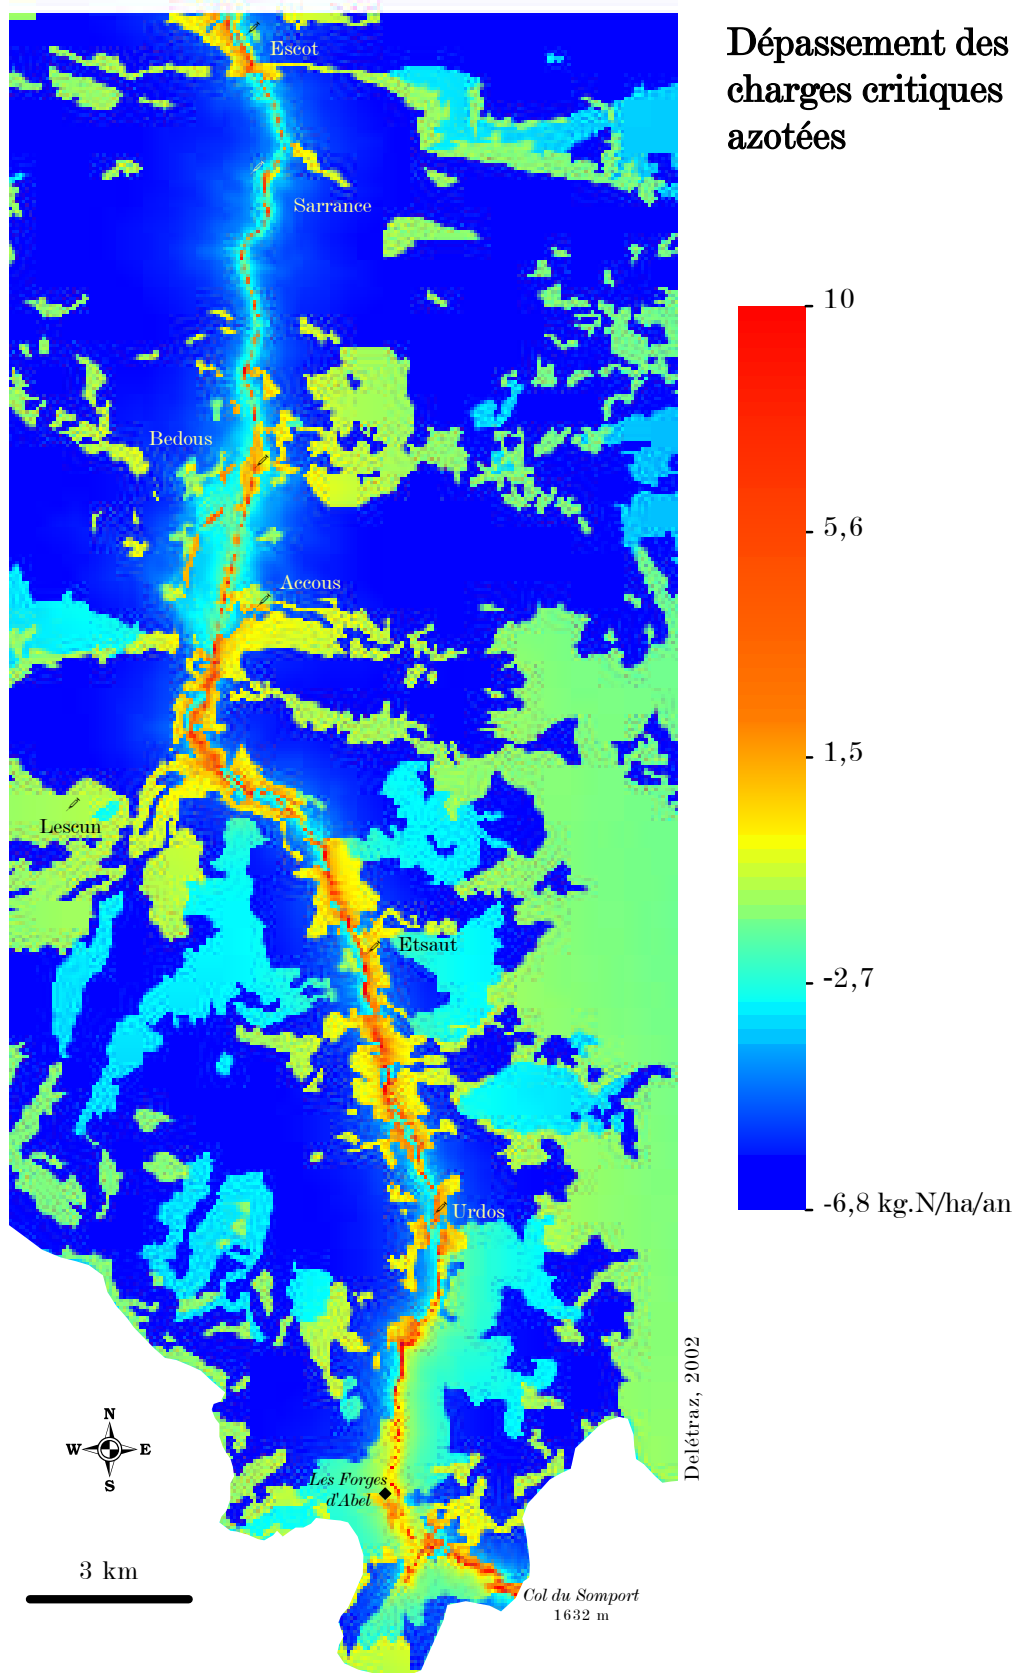 Dépassement des
charges critiques
azotées
Escot
Sarrance
Bedous
Accous
Lescun
Etsaut
Urdos
Les Forges
d'Abel
Col du Somport
1632 m
10
5,6
1,5
-2,7
-6,8 kg.N/ha/an
Delétraz, 2002
N
W E
S
3 km